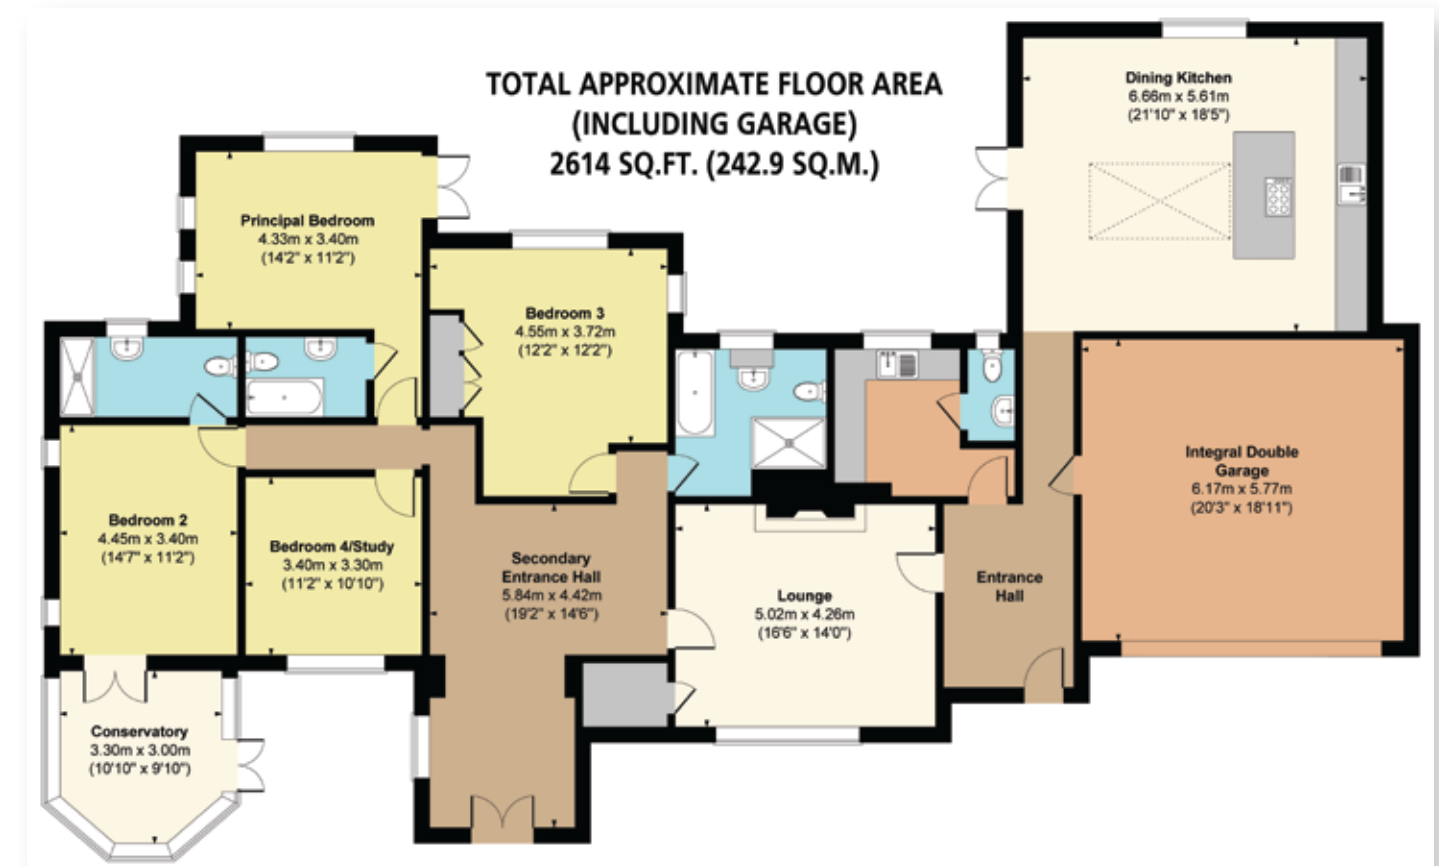 TOTAL APPROXIMATE FLOOR AREA
(INCLUDING GARAGE)
2614 SQ.FT. (242.9 SQ.M.)
Dining Kitchen
6.66m x 5.61m
(21'10" x 18'5")
Principal Bedroom
4.33m x 3.40m
(14'2" x 11'2")
Bedroom 3
4.55m x 3.72m
(12'2" x 12'2")
Integral Double
Garage
6.17m x 5.77m
(20'3" x 18'11")
Bedroom 2
4.45m x 3.40m
(14'7" x 11'2")
Bedroom 4/Study
3.40m x 3.30m
(11'2" x 10'10")
Secondary
Entrance Hall
5.84m x 4.42m
(19'2" x 14'6")
Lounge
5.02m x 4.26m
(16'6" x 14'0")
Entrance
Hall
Conservatory
3.30m x 3.00m
(10'10" x 9'10")